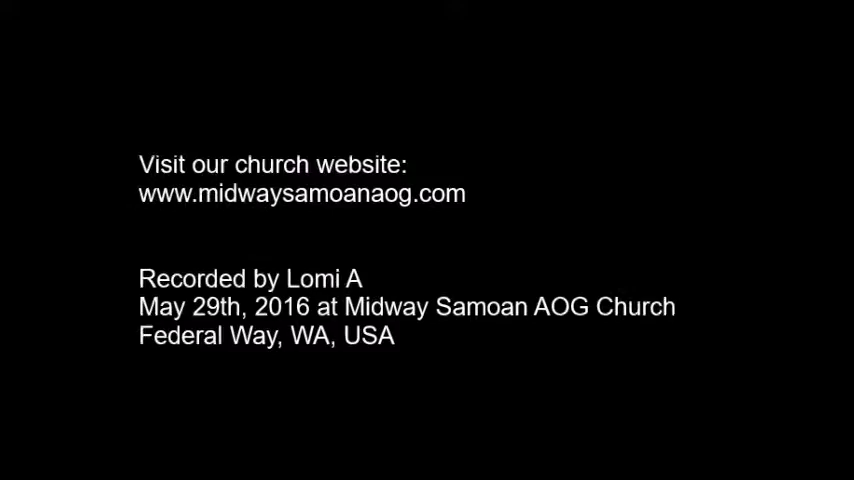 Visit our church website:
www.midwaysamoanaog.com
Recorded by Lomi A
May 29th, 2016 at Midway Samoan AOG Church
Federal Way, WA, USA